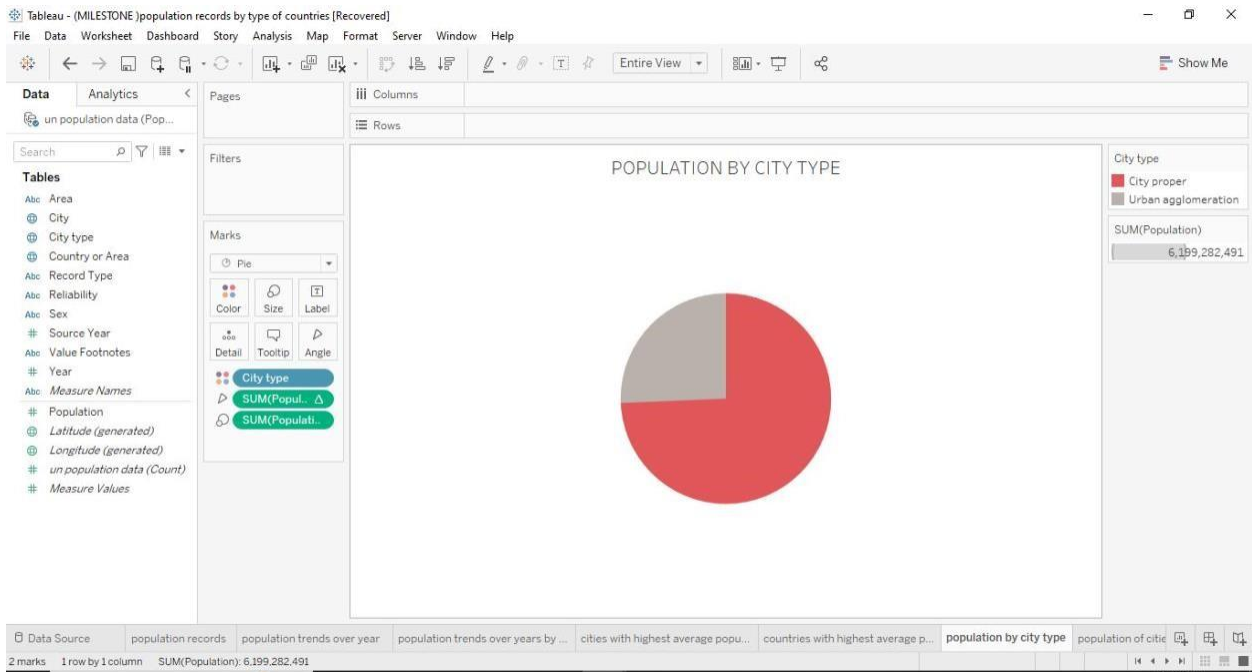 Tableau - (MILESTONE )population records by type of countries [Recovered]
File Data Worksheet Dashboard Story Analysis Map Format Server Window Help
Entire View
Show Me
Data Analytics
un population data (Pop...
Search
Tables
Abc Area
City
City type
Country or Area
Abc Record Type
Abc Reliability
Abc Sex
# Source Year
Abc Value Footnotes
# Year
Abc Measure Names
# Population
Latitude (generated)
Longitude (generated)
# un population data (Count)
# Measure Values
Pages
Filters
Marks
Pie
Color Size Label
Detail Tooltip Angle
City type
SUM(Popul.. Δ
SUM(Populati..
Columns
Rows
POPULATION BY CITY TYPE
City type
City proper
Urban agglomeration
SUM(Population)
6,199,282,491
Data Source population records population trends over year population trends over years by ... cities with highest average popu... countries with highest average p... population by city type population of citie
2 marks 1 row by 1 column SUM(Population): 6,199,282,491